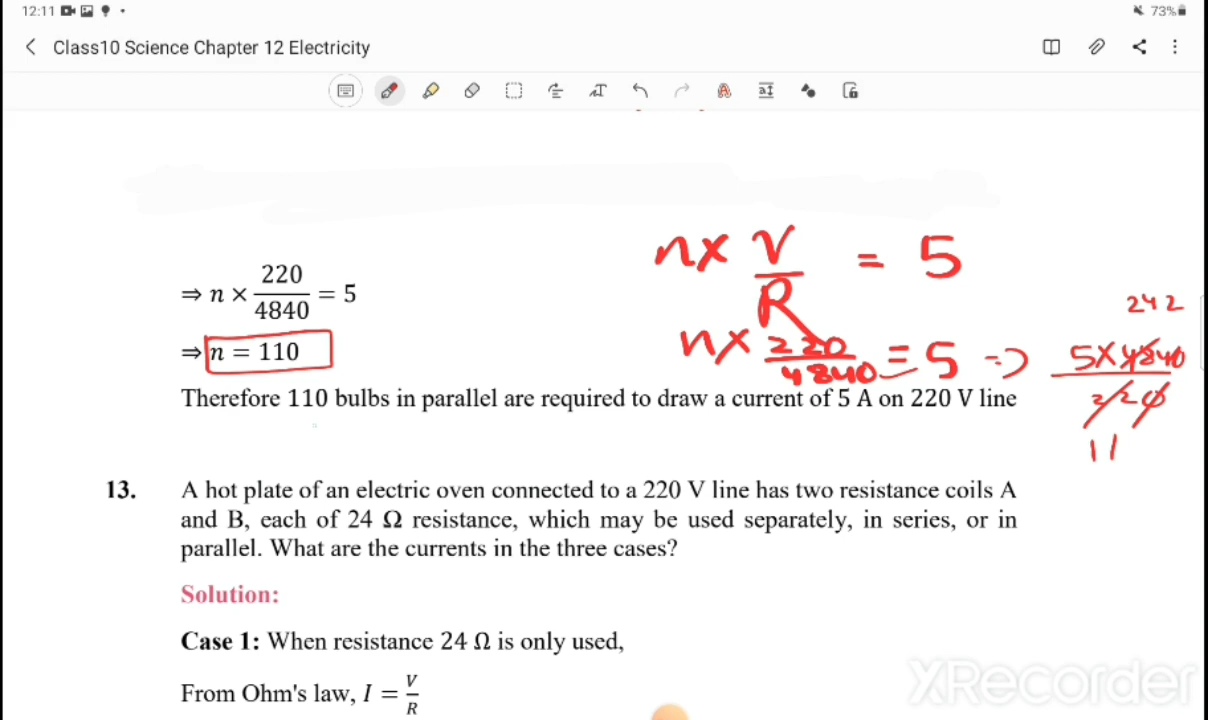 12:11
73%
Class10 Science Chapter 12 Electricity
n× V/R = 5
⇒ n × 220/4840 = 5
242
n× 220/4840 = 5 ⇒ 5×4840/220
11
⇒ n = 110
Therefore 110 bulbs in parallel are required to draw a current of 5 A on 220 V line
13. A hot plate of an electric oven connected to a 220 V line has two resistance coils A
and B, each of 24 Ω resistance, which may be used separately, in series, or in
parallel. What are the currents in the three cases?
Solution:
Case 1: When resistance 24 Ω is only used,
From Ohm's law, I = V/R
XRecorder